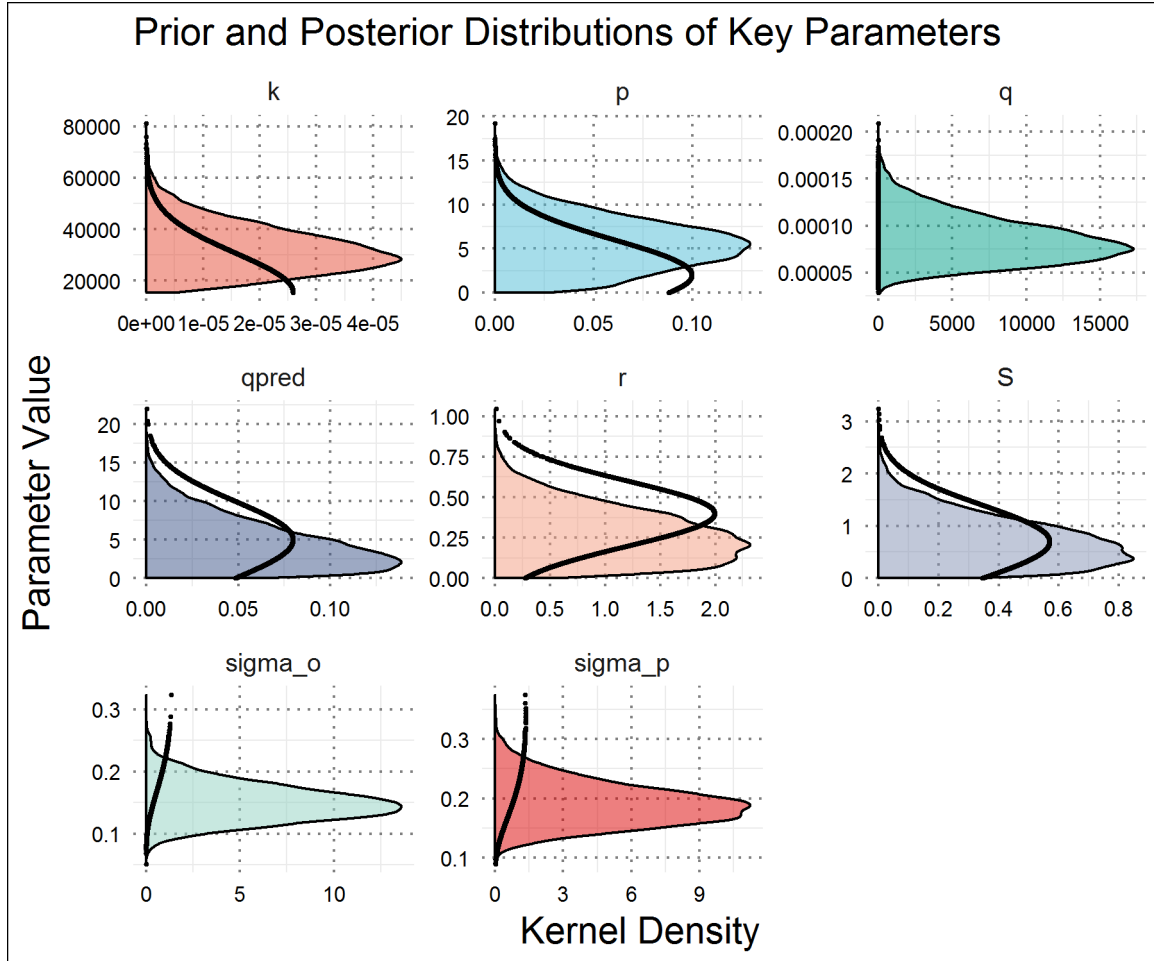 Prior and Posterior Distributions of Key Parameters
k
p
q
80000
60000
40000
20000
0e+00 1e-05 2e-05 3e-05 4e-05
20
15
10
5
0
0.00 0.05 0.10
0.00020
0.00015
0.00010
0.00005
0 5000 10000 15000
Parameter Value
qpred
r
S
20
15
10
5
0
0.00 0.05 0.10
1.00
0.75
0.50
0.25
0.00
0.0 0.5 1.0 1.5 2.0
3
2
1
0
0.0 0.2 0.4 0.6 0.8
sigma_o
sigma_p
0.3
0.2
0.1
0 5 10
0.3
0.2
0.1
0 3 6 9
Kernel Density